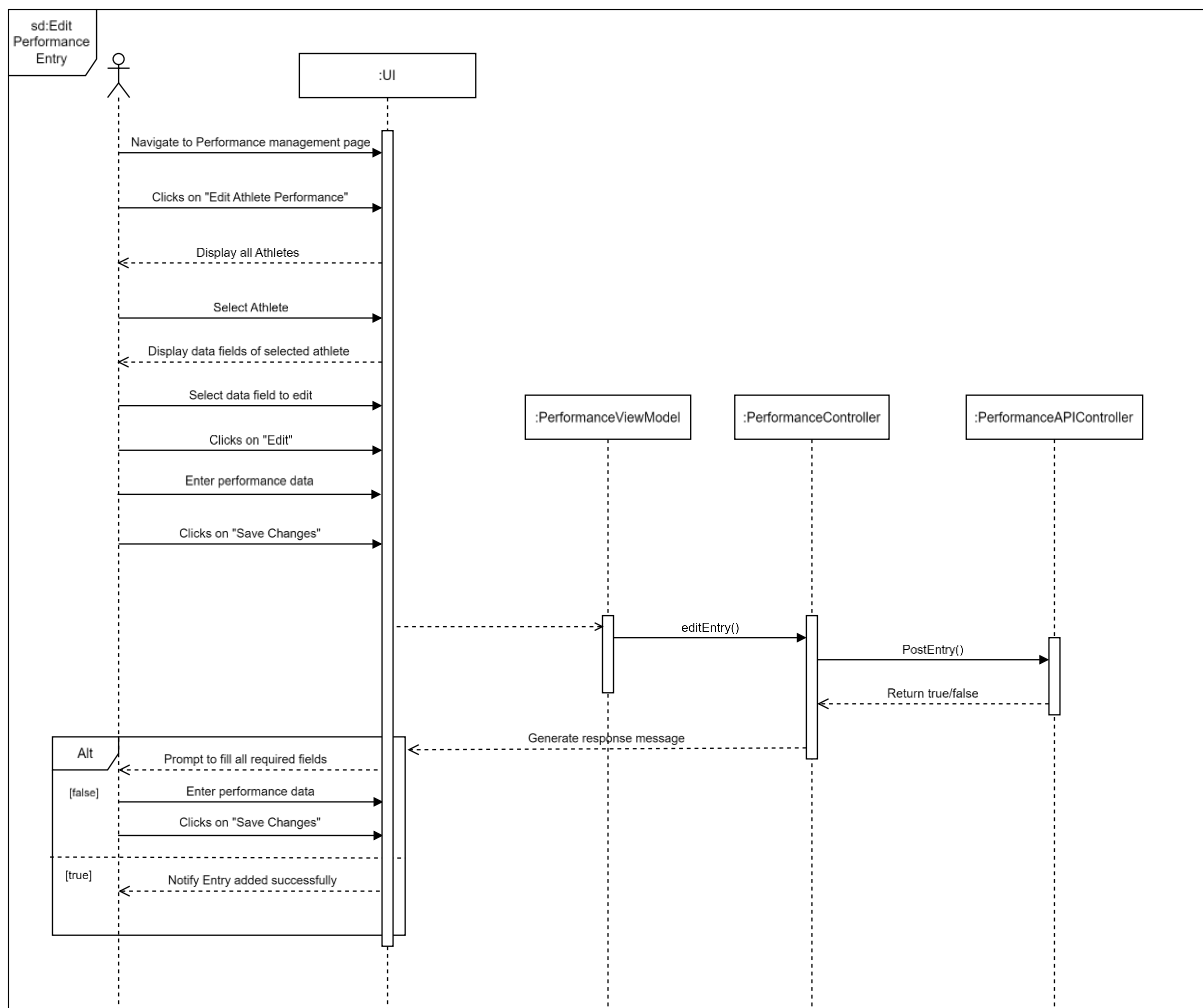 sd:Edit
Performance
Entry
:UI
Navigate to Performance management page
Clicks on "Edit Athlete Performance"
Display all Athletes
Select Athlete
Display data fields of selected athlete
Select data field to edit
:PerformanceViewModel
:PerformanceController
:PerformanceAPIController
Clicks on "Edit"
Enter performance data
Clicks on "Save Changes"
editEntry()
PostEntry()
Return true/false
Generate response message
Alt
Prompt to fill all required fields
[false]
Enter performance data
Clicks on "Save Changes"
[true]
Notify Entry added successfully